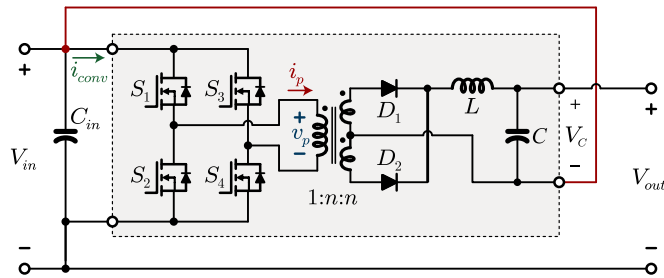 i_conv
i_p
S_1
S_3
D_1
L
+
+
+
+
C_in
v_p
C
V_C
V_in
−
−
S_2
S_4
D_2
V_out
1:n:n
−
−